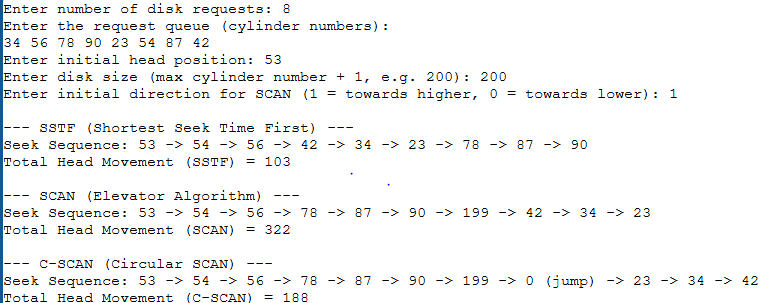 Enter number of disk requests: 8
Enter the request queue (cylinder numbers):
34 56 78 90 23 54 87 42
Enter initial head position: 53
Enter disk size (max cylinder number + 1, e.g. 200): 200
Enter initial direction for SCAN (1 = towards higher, 0 = towards lower): 1
--- SSTF (Shortest Seek Time First) ---
Seek Sequence: 53 -> 54 -> 56 -> 42 -> 34 -> 23 -> 78 -> 87 -> 90
Total Head Movement (SSTF) = 103
--- SCAN (Elevator Algorithm) ---
Seek Sequence: 53 -> 54 -> 56 -> 78 -> 87 -> 90 -> 199 -> 42 -> 34 -> 23
Total Head Movement (SCAN) = 322
--- C-SCAN (Circular SCAN) ---
Seek Sequence: 53 -> 54 -> 56 -> 78 -> 87 -> 90 -> 199 -> 0 (jump) -> 23 -> 34 -> 42
Total Head Movement (C-SCAN) = 188